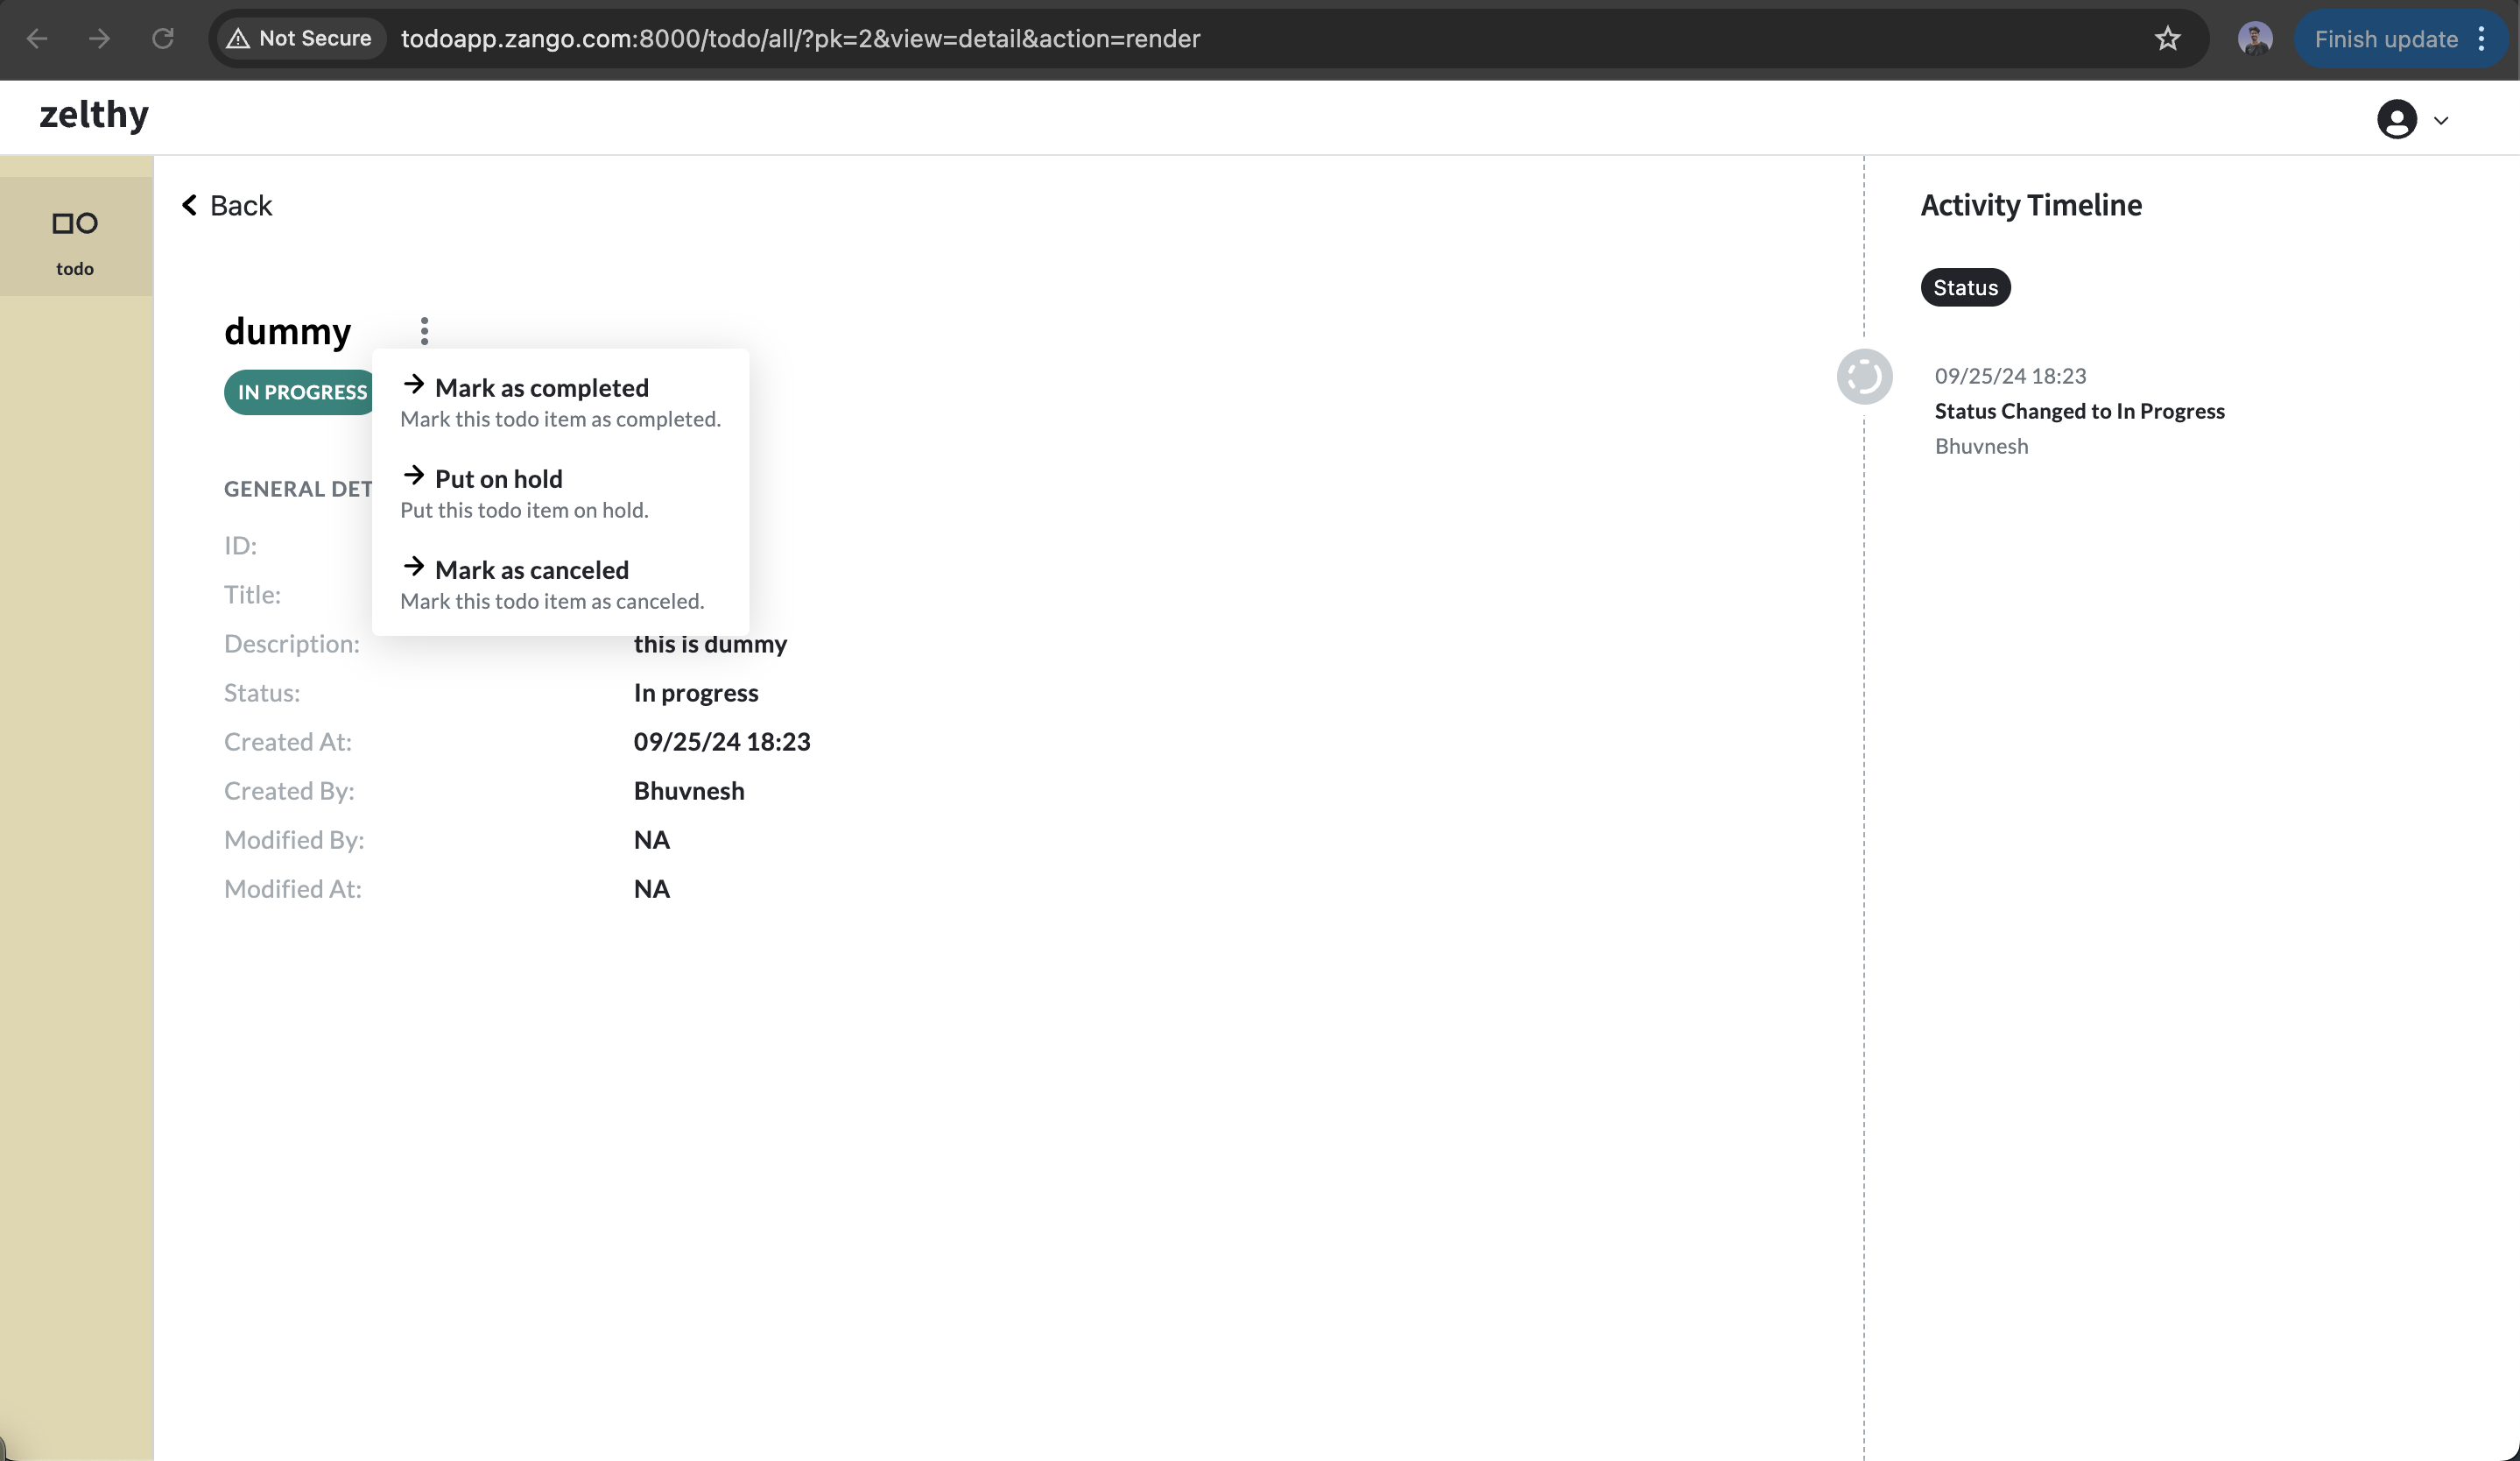 Not Secure todoapp.zango.com:8000/todo/all/?pk=2&view=detail&action=render Finish update
zelthy
todo
Back
dummy
IN PROGRESS
Mark as completed
Mark this todo item as completed.
Put on hold
Put this todo item on hold.
Mark as canceled
Mark this todo item as canceled.
GENERAL DET
ID:
Title:
Description: this is dummy
Status: In progress
Created At: 09/25/24 18:23
Created By: Bhuvnesh
Modified By: NA
Modified At: NA
Activity Timeline
Status
09/25/24 18:23
Status Changed to In Progress
Bhuvnesh